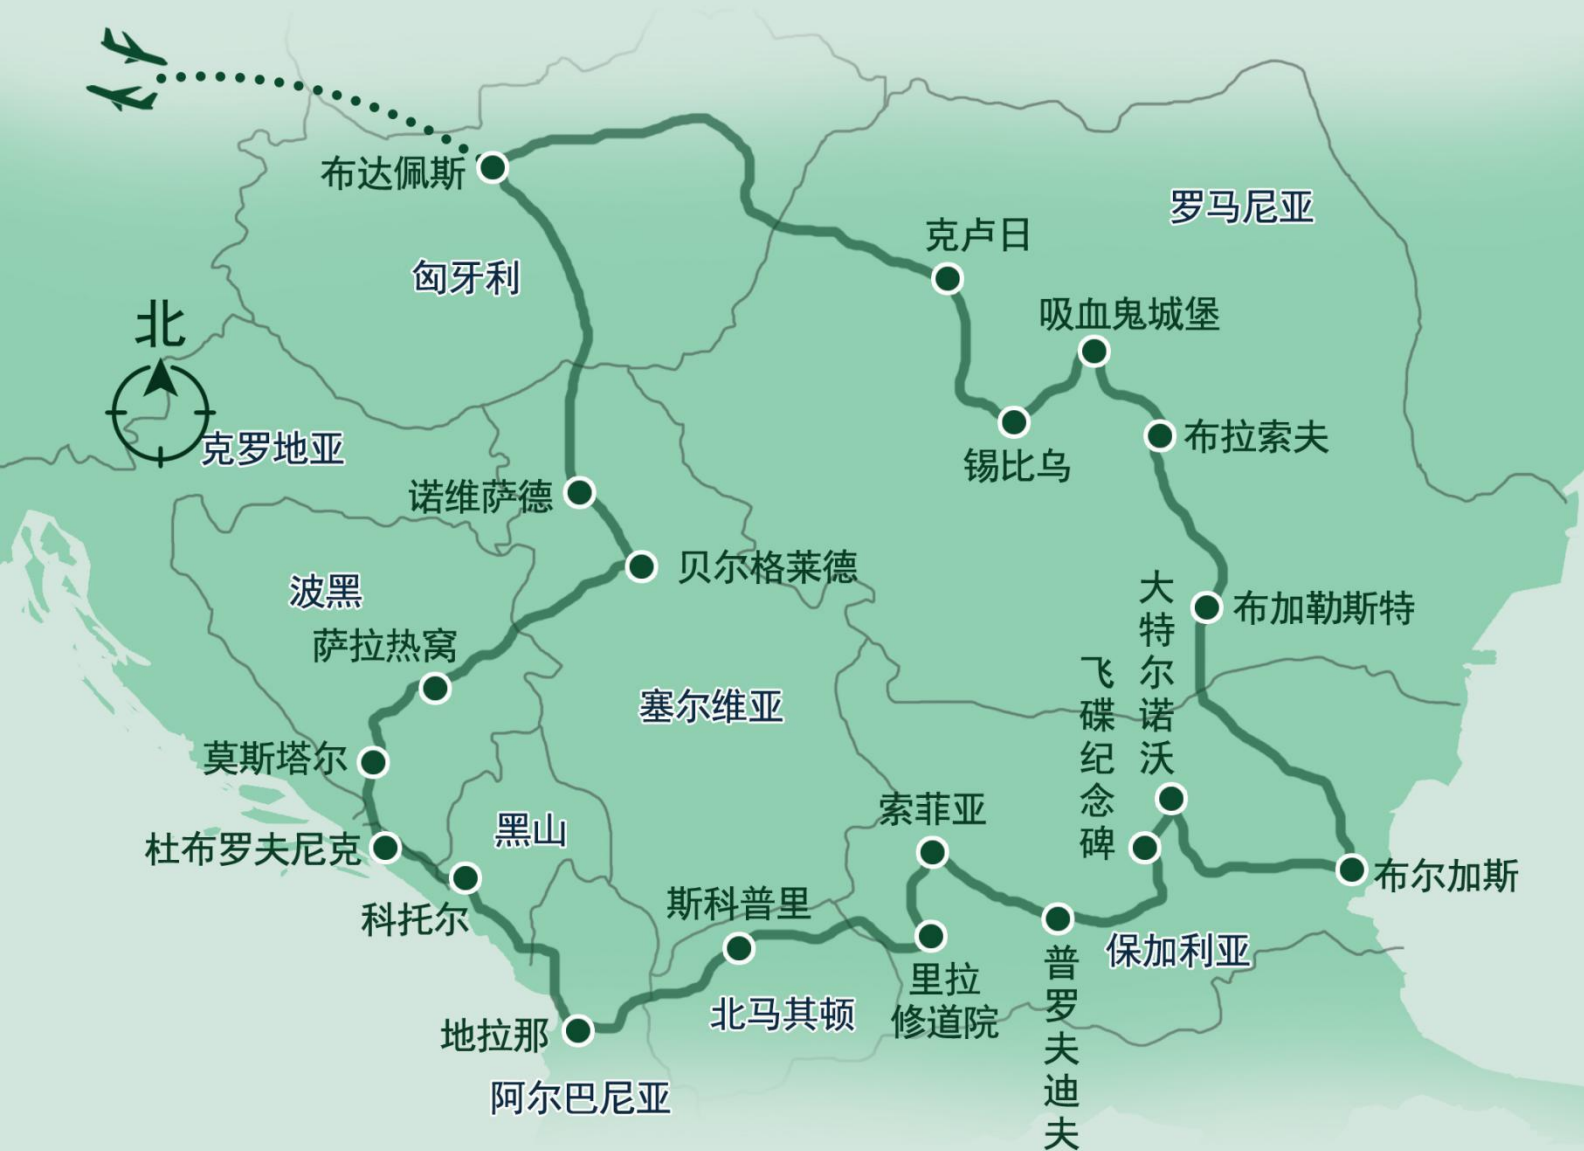 布达佩斯
罗马尼亚
克卢日
匈牙利
北
吸血鬼城堡
克罗地亚
布拉索夫
锡比乌
诺维萨德
贝尔格莱德
波黑
大特尔诺沃
布加勒斯特
萨拉热窝
飞碟纪念碑
塞尔维亚
莫斯塔尔
索菲亚
黑山
杜布罗夫尼克
布尔加斯
斯科普里
科托尔
保加利亚
普罗夫迪夫
里拉
修道院
北马其顿
地拉那
阿尔巴尼亚